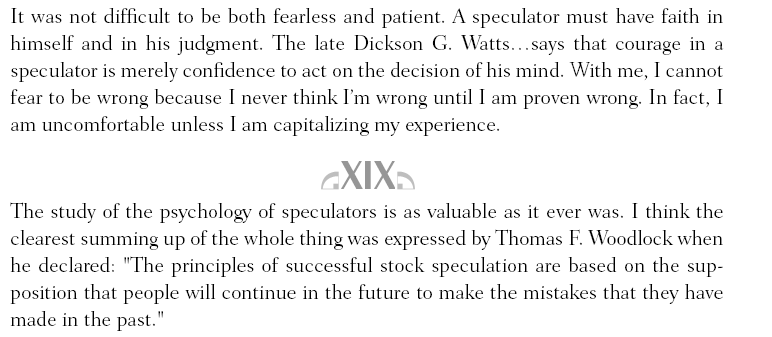 It was not difficult to be both fearless and patient. A speculator must have faith in
himself and in his judgment. The late Dickson G. Watts…says that courage in a
speculator is merely confidence to act on the decision of his mind. With me, I cannot
fear to be wrong because I never think I'm wrong until I am proven wrong. In fact, I
am uncomfortable unless I am capitalizing my experience.
XIX
The study of the psychology of speculators is as valuable as it ever was. I think the
clearest summing up of the whole thing was expressed by Thomas F. Woodlock when
he declared: "The principles of successful stock speculation are based on the sup-
position that people will continue in the future to make the mistakes that they have
made in the past."